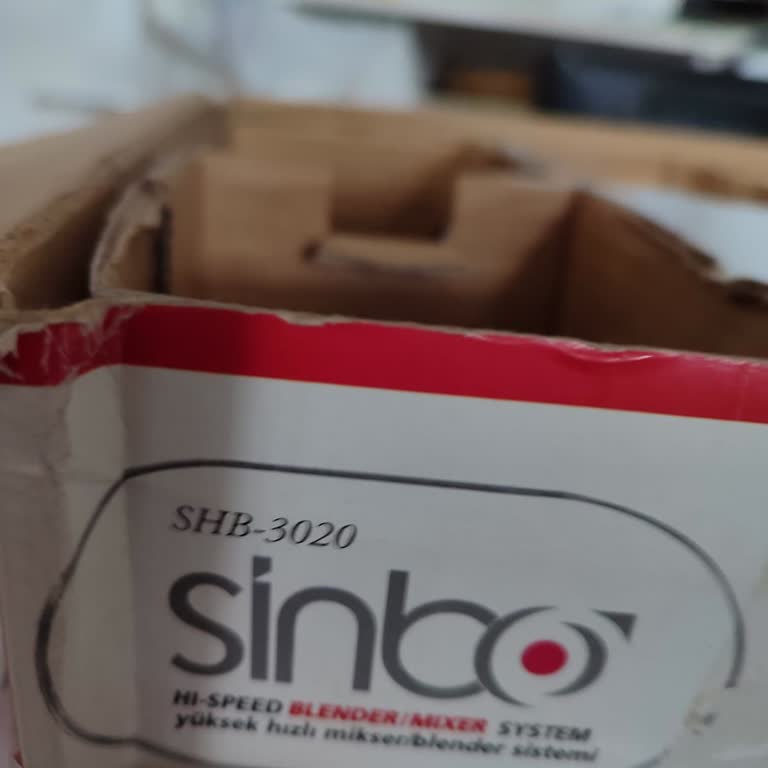 SHB-3020
sinbo
HI-SPEED BLENDER/MIXER SYSTEM
yüksek hızlı mikser/blender sistemi